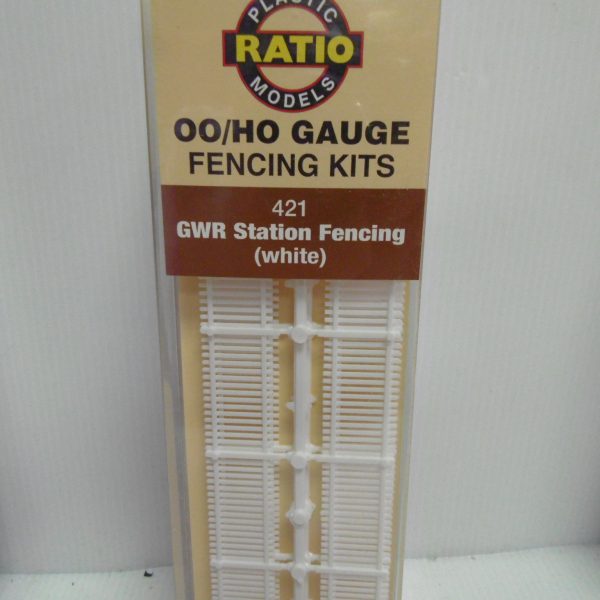 PLASTIC
RATIO
MODELS
OO/HO GAUGE
FENCING KITS
421
GWR Station Fencing
(white)